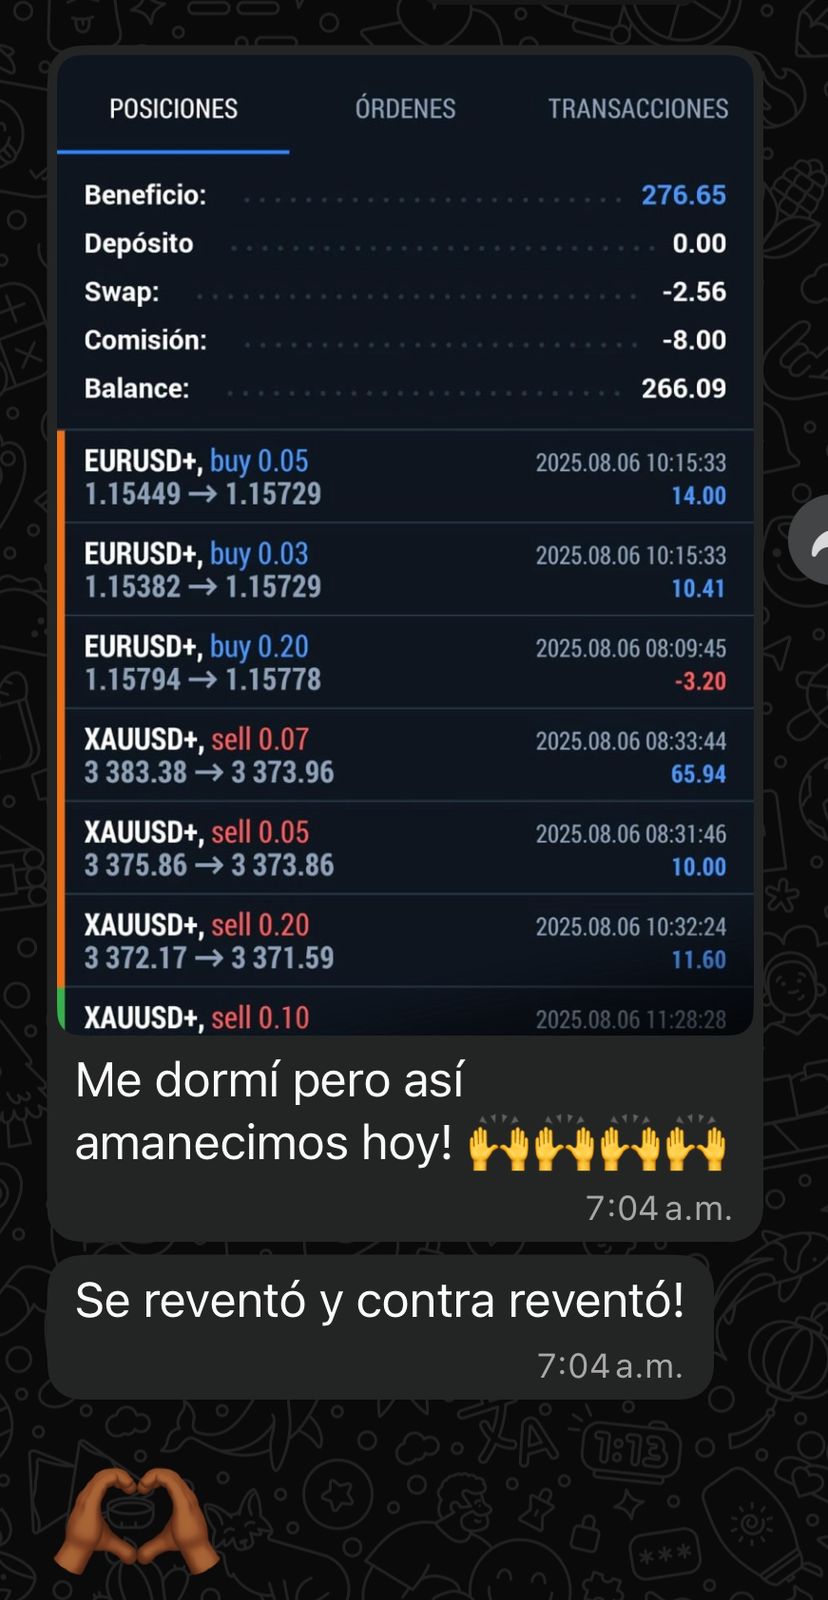 POSICIONES ÓRDENES TRANSACCIONES
Beneficio: 276.65
Depósito 0.00
Swap: -2.56
Comisión: -8.00
Balance: 266.09
EURUSD+, buy 0.05 2025.08.06 10:15:33
1.15449 → 1.15729 14.00
EURUSD+, buy 0.03 2025.08.06 10:15:33
1.15382 → 1.15729 10.41
EURUSD+, buy 0.20 2025.08.06 08:09:45
1.15794 → 1.15778 -3.20
XAUUSD+, sell 0.07 2025.08.06 08:33:44
3 383.38 → 3 373.96 65.94
XAUUSD+, sell 0.05 2025.08.06 08:31:46
3 375.86 → 3 373.86 10.00
XAUUSD+, sell 0.20 2025.08.06 10:32:24
3 372.17 → 3 371.59 11.60
XAUUSD+, sell 0.10 2025.08.06 11:28:28
Me dormí pero así
amanecimos hoy! 🙌🙌🙌🙌
7:04 a.m.
Se reventó y contra reventó!
7:04 a.m.